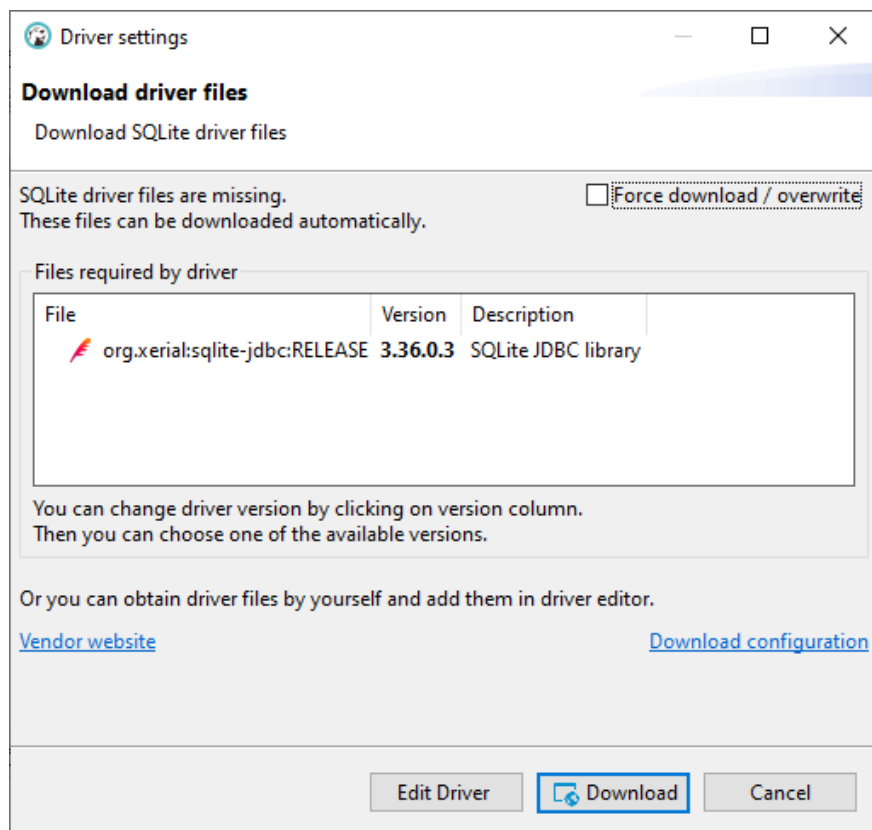 Driver settings
Download driver files
Download SQLite driver files
SQLite driver files are missing.
These files can be downloaded automatically.
Force download / overwrite
Files required by driver
File Version Description
org.xerial:sqlite-jdbc:RELEASE 3.36.0.3 SQLite JDBC library
You can change driver version by clicking on version column.
Then you can choose one of the available versions.
Or you can obtain driver files by yourself and add them in driver editor.
Vendor website Download configuration
Edit Driver Download Cancel